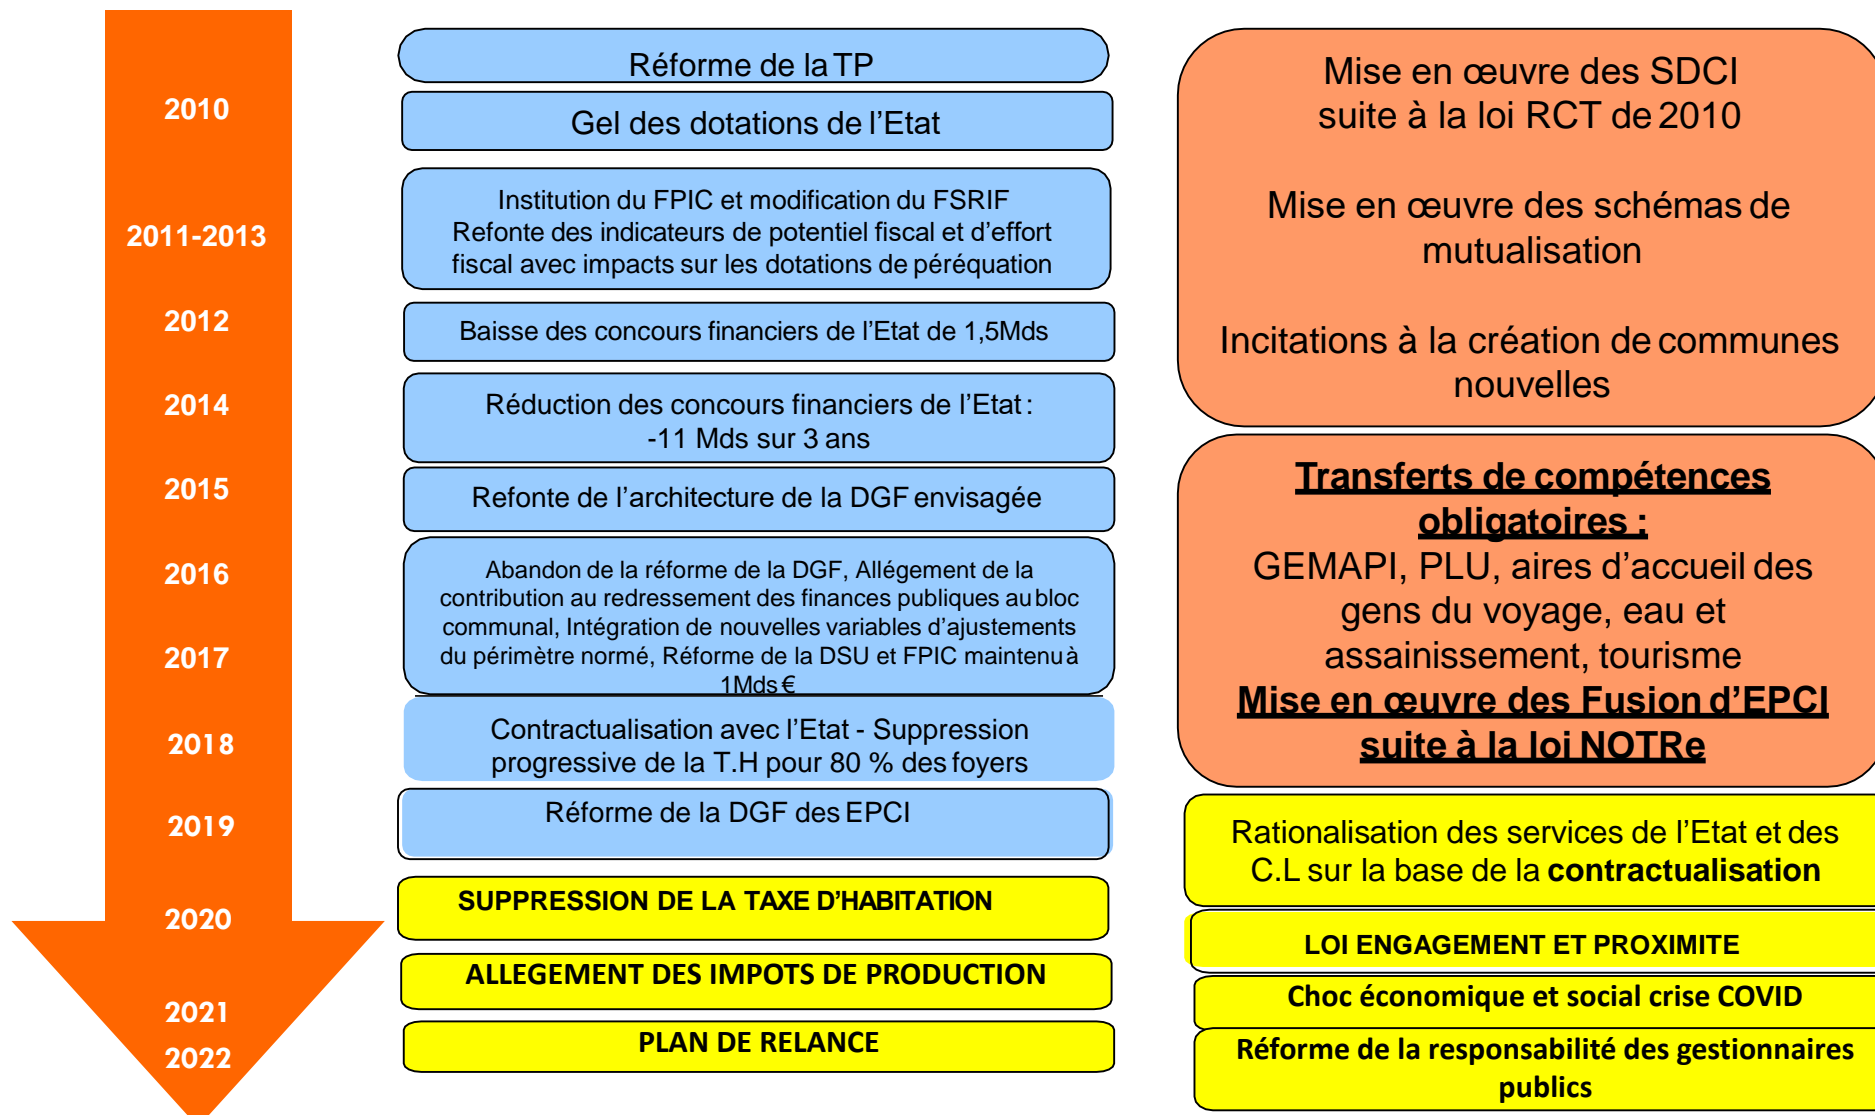 2010
2011-2013
2012
2014
2015
2016
2017
2018
2019
2020
2021
2022
Réforme de la TP
Gel des dotations de l’Etat
Institution du FPIC et modification du FSRIF
Refonte des indicateurs de potentiel fiscal et d’effort
fiscal avec impacts sur les dotations de péréquation
Baisse des concours financiers de l’Etat de 1,5Mds
Réduction des concours financiers de l’Etat :
-11 Mds sur 3 ans
Refonte de l’architecture de la DGF envisagée
Abandon de la réforme de la DGF, Allégement de la
contribution au redressement des finances publiques au bloc
communal, Intégration de nouvelles variables d’ajustements
du périmètre normé, Réforme de la DSU et FPIC maintenu à
1Mds €
Contractualisation avec l’Etat - Suppression
progressive de la T.H pour 80 % des foyers
Réforme de la DGF des EPCI
SUPPRESSION DE LA TAXE D’HABITATION
ALLEGEMENT DES IMPOTS DE PRODUCTION
PLAN DE RELANCE
Mise en œuvre des SDCI
suite à la loi RCT de 2010
Mise en œuvre des schémas de
mutualisation
Incitations à la création de communes
nouvelles
Transferts de compétences
obligatoires :
GEMAPI, PLU, aires d’accueil des
gens du voyage, eau et
assainissement, tourisme
Mise en œuvre des Fusion d’EPCI
suite à la loi NOTRe
Rationalisation des services de l’Etat et des
C.L sur la base de la contractualisation
LOI ENGAGEMENT ET PROXIMITE
Choc économique et social crise COVID
Réforme de la responsabilité des gestionnaires
publics